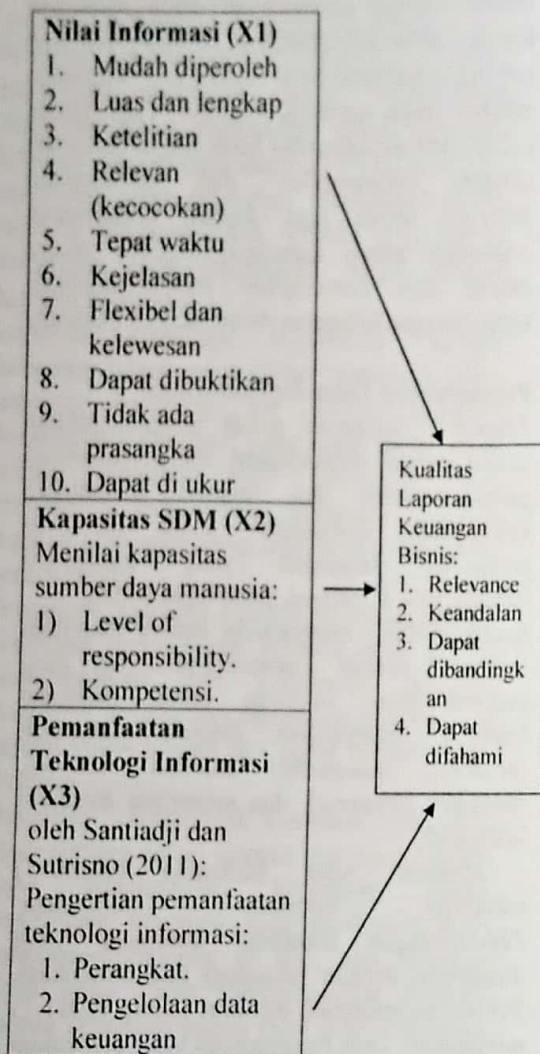 Nilai Informasi (X1)
1. Mudah diperoleh
2. Luas dan lengkap
3. Ketelitian
4. Relevan
(kecocokan)
5. Tepat waktu
6. Kejelasan
7. Flexibel dan
kelewesan
8. Dapat dibuktikan
9. Tidak ada
prasangka
10. Dapat di ukur
Kapasitas SDM (X2)
Menilai kapasitas
sumber daya manusia:
1) Level of
responsibility.
2) Kompetensi.
Pemanfaatan
Teknologi Informasi
(X3)
oleh Santiadji dan
Sutrisno (2011):
Pengertian pemanfaatan
teknologi informasi:
1. Perangkat.
2. Pengelolaan data
keuangan
Kualitas
Laporan
Keuangan
Bisnis:
1. Relevance
2. Keandalan
3. Dapat
dibandingk
an
4. Dapat
difahami